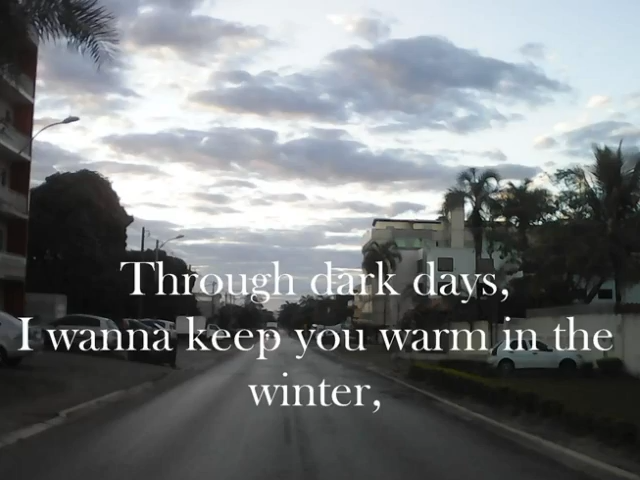 Through dark days,
I wanna keep you warm in the
winter,